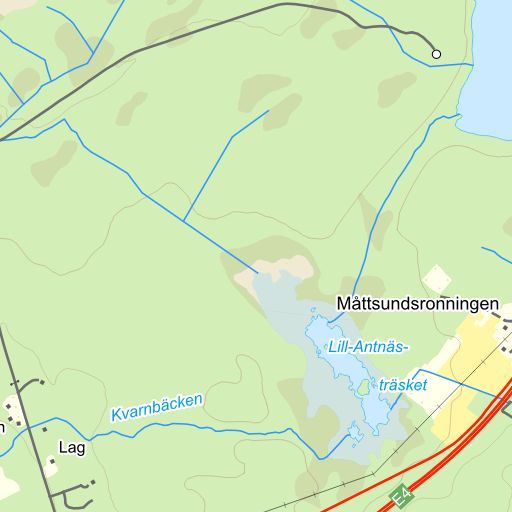 Måttsundsronningen
Lill-Antnäs-
träsket
Kvarnbäcken
n
Lag
E4